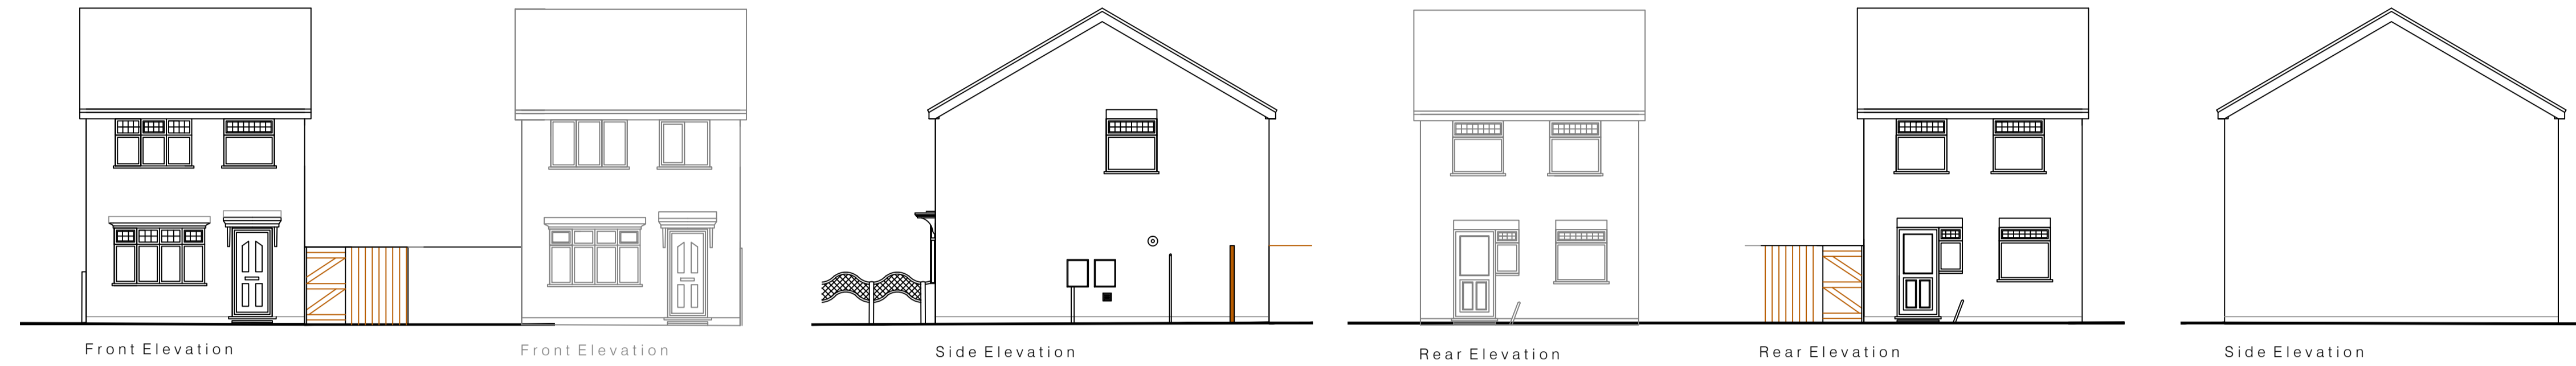 Front Elevation
Front Elevation
Side Elevation
Rear Elevation
Rear Elevation
Side Elevation